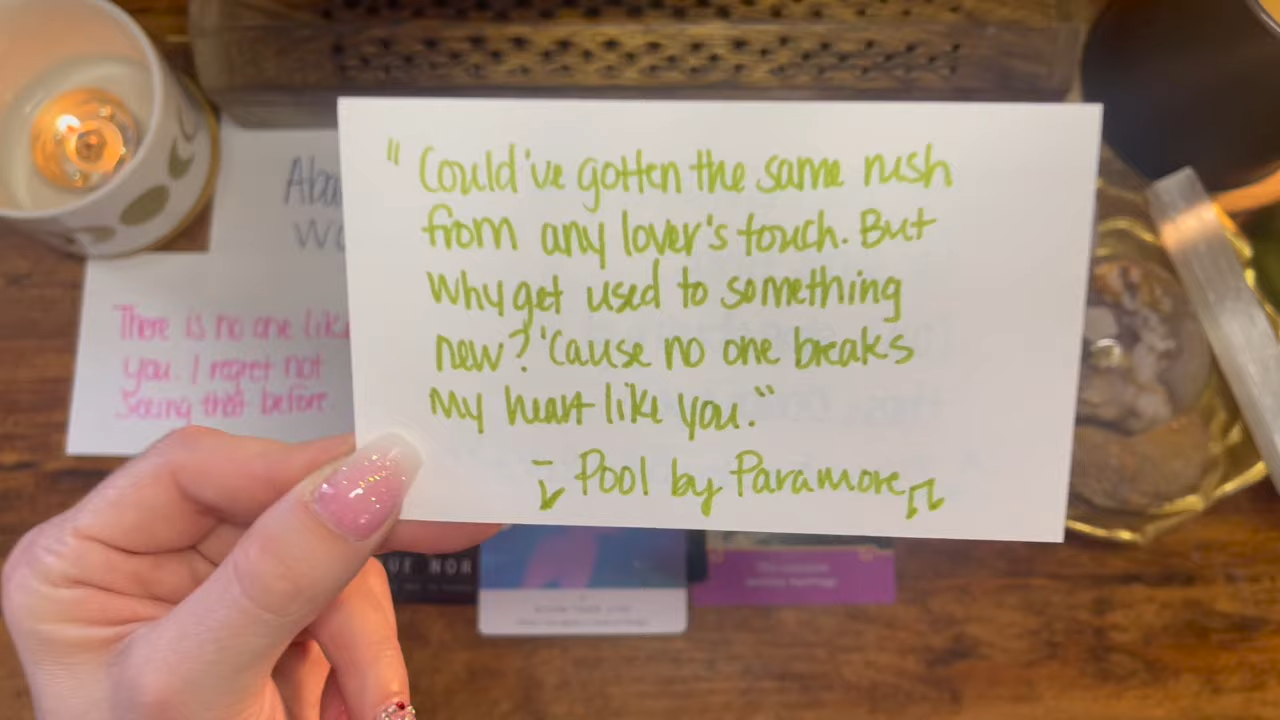 "Could've gotten the same rush
from any lover's touch. But
why get used to something
new? 'Cause no one breaks
my heart like you."
Pool by Paramore
There is no one like
you. I regret not
seeing that before.